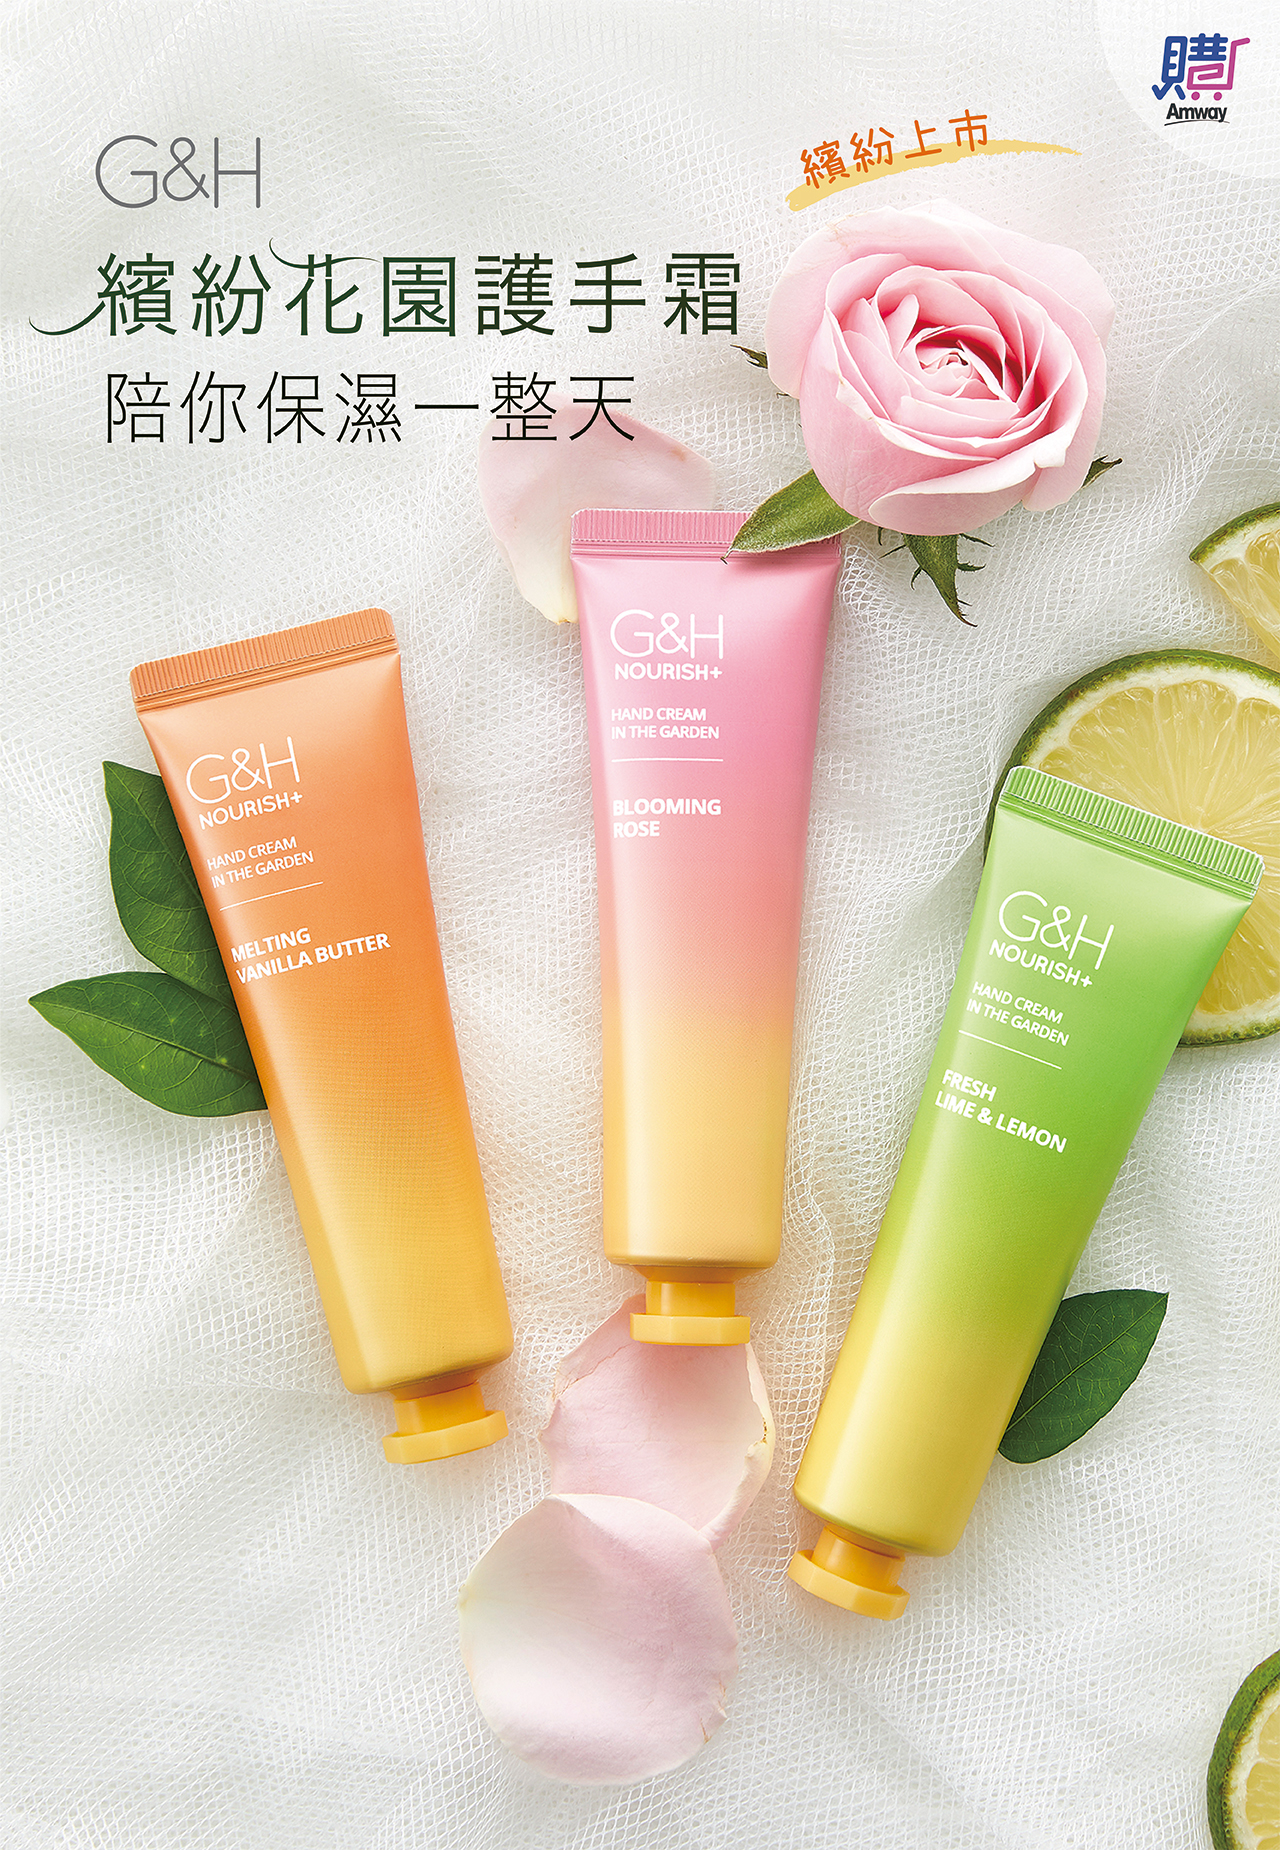 購
Amway
繽紛上市
G&H
繽紛花園護手霜
陪你保濕一整天
G&H
NOURISH+
HAND CREAM
IN THE GARDEN
MELTING
VANILLA BUTTER
G&H
NOURISH+
HAND CREAM
IN THE GARDEN
BLOOMING
ROSE
G&H
NOURISH+
HAND CREAM
IN THE GARDEN
FRESH
LIME & LEMON